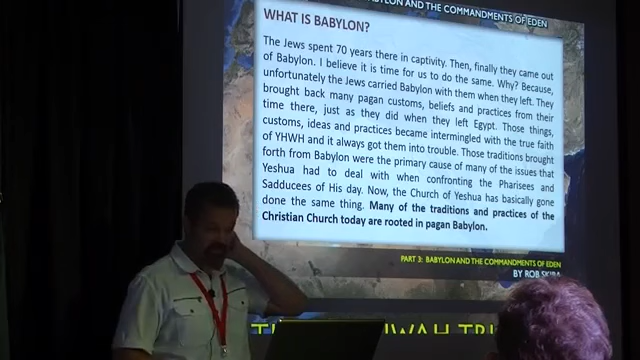 BYLON AND THE COMMANDMENTS OF EDEN
WHAT IS BABYLON?
The Jews spent 70 years there in captivity. Then, finally they came out
of Babylon. I believe it is time for us to do the same. Why? Because,
unfortunately the Jews carried Babylon with them when they left. They
brought back many pagan customs, beliefs and practices from their
time there, just as they did when they left Egypt. Those things,
customs, ideas and practices became intermingled with the true faith
of YHWH and it always got them into trouble. Those traditions brought
forth from Babylon were the primary cause of many of the issues that
Yeshua had to deal with when confronting the Pharisees and
Sadducees of His day. Now, the Church of Yeshua has basically gone
done the same thing. Many of the traditions and practices of the
Christian Church today are rooted in pagan Babylon.
PART 3: BABYLON AND THE COMMANDMENTS OF EDEN
BY ROB SKIBA